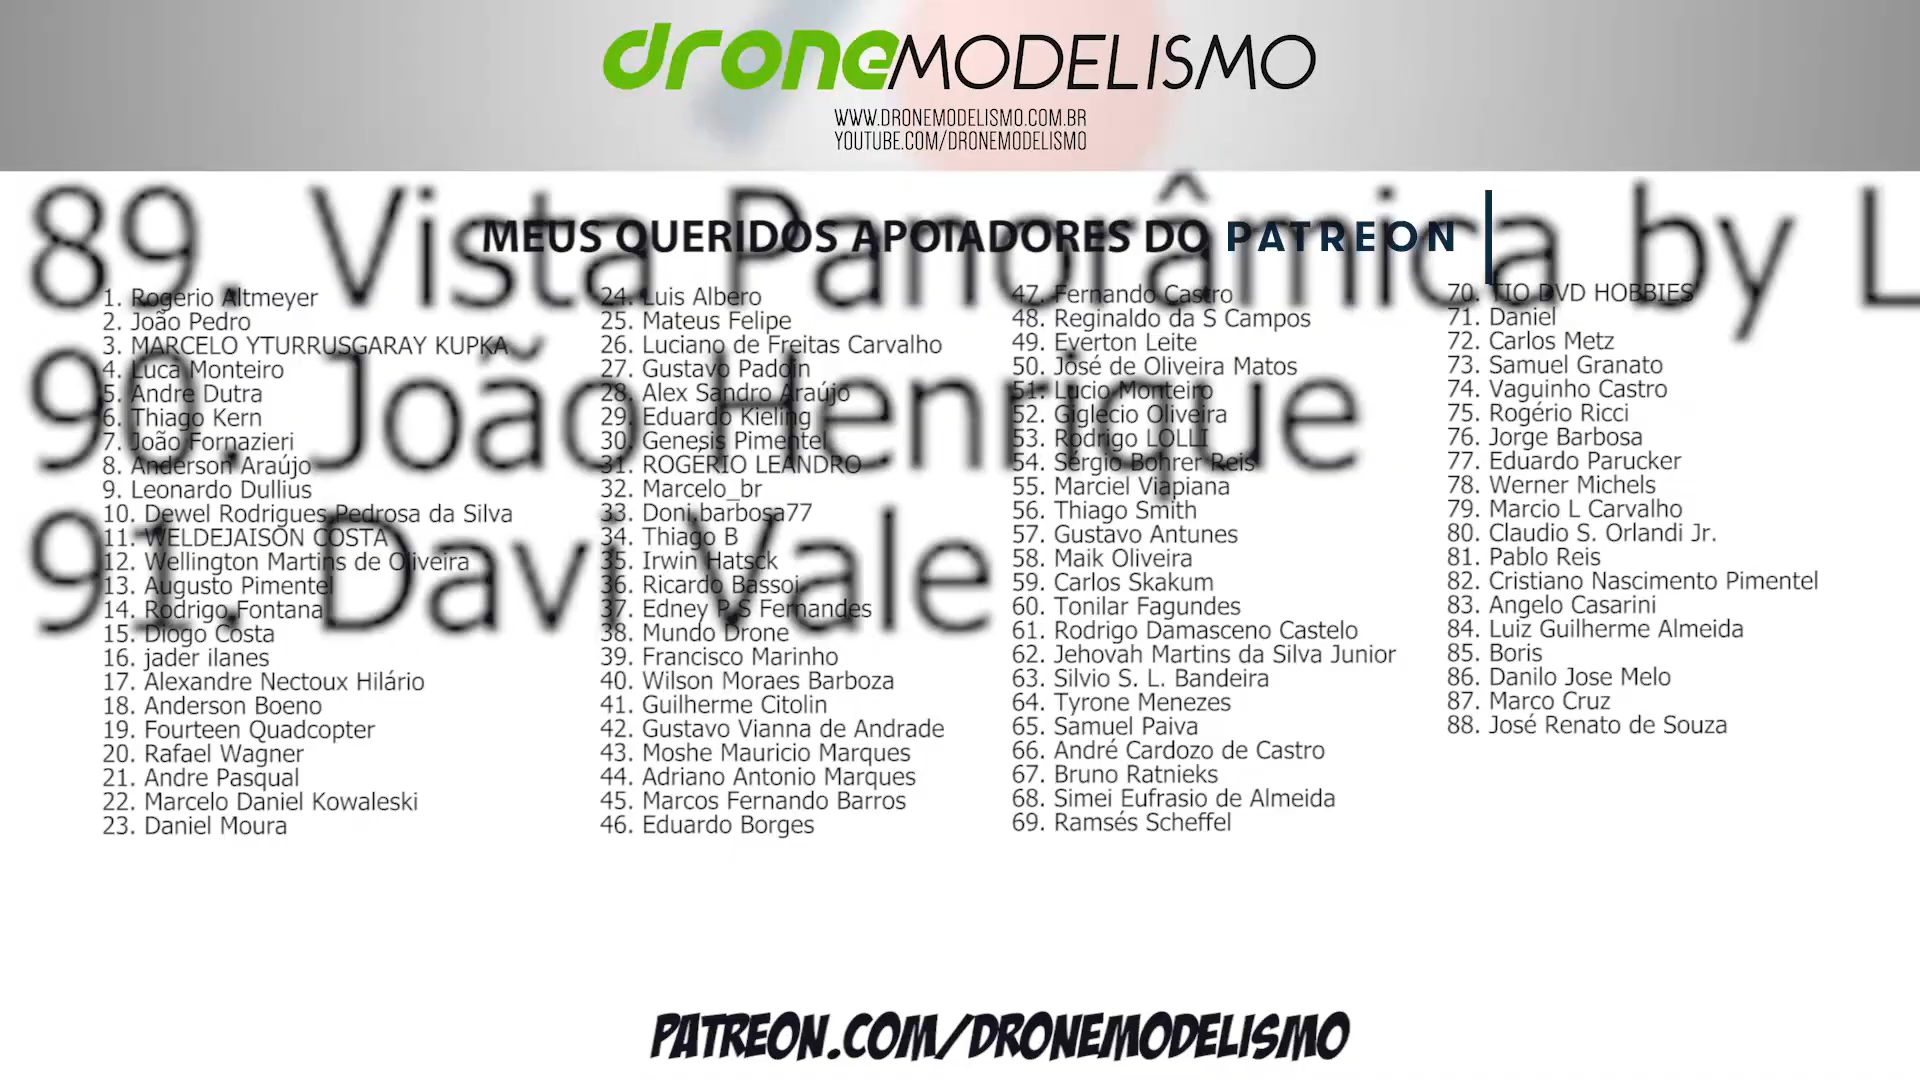 droneMODELISMO
WWW.DRONEMODELISMO.COM.BR
YOUTUBE.COM/DRONEMODELISMO
MEUS QUERIDOS APOIADORES DO PATREON
89. Vista Panorâmica by L
90. João Henrique
91. Davi Vale
1. Rogerio Altmeyer
2. João Pedro
3. MARCELO YTURRUSGARAY KUPKA
4. Luca Monteiro
5. Andre Dutra
6. Thiago Kern
7. João Fornazieri
8. Anderson Araújo
9. Leonardo Dullius
10. Dewel Rodrigues Pedrosa da Silva
11. WELDEJAISON COSTA
12. Wellington Martins de Oliveira
13. Augusto Pimentel
14. Rodrigo Fontana
15. Diogo Costa
16. jader ilanes
17. Alexandre Nectoux Hilário
18. Anderson Boeno
19. Fourteen Quadcopter
20. Rafael Wagner
21. Andre Pasqual
22. Marcelo Daniel Kowaleski
23. Daniel Moura
24. Luis Albero
25. Mateus Felipe
26. Luciano de Freitas Carvalho
27. Gustavo Padoin
28. Alex Sandro Araújo
29. Eduardo Kieling
30. Genesis Pimentel
31. ROGÉRIO LEANDRO
32. Marcelo_br
33. Doni.barbosa77
34. Thiago B
35. Irwin Hatsck
36. Ricardo Bassoi
37. Edney P S Fernandes
38. Mundo Drone
39. Francisco Marinho
40. Wilson Moraes Barboza
41. Guilherme Citolin
42. Gustavo Vianna de Andrade
43. Moshe Mauricio Marques
44. Adriano Antonio Marques
45. Marcos Fernando Barros
46. Eduardo Borges
47. Fernando Castro
48. Reginaldo da S Campos
49. Everton Leite
50. José de Oliveira Matos
51. Lucio Monteiro
52. Giglecio Oliveira
53. Rodrigo LOLLI
54. Sérgio Bohrer Reis
55. Marciel Viapiana
56. Thiago Smith
57. Gustavo Antunes
58. Maik Oliveira
59. Carlos Skakum
60. Tonilar Fagundes
61. Rodrigo Damasceno Castelo
62. Jehovah Martins da Silva Junior
63. Silvio S. L. Bandeira
64. Tyrone Menezes
65. Samuel Paiva
66. André Cardozo de Castro
67. Bruno Ratnieks
68. Simei Eufrasio de Almeida
69. Ramsés Scheffel
70. TIO DVD HOBBIES
71. Daniel
72. Carlos Metz
73. Samuel Granato
74. Vaguinho Castro
75. Rogério Ricci
76. Jorge Barbosa
77. Eduardo Parucker
78. Werner Michels
79. Marcio L Carvalho
80. Claudio S. Orlandi Jr.
81. Pablo Reis
82. Cristiano Nascimento Pimentel
83. Angelo Casarini
84. Luiz Guilherme Almeida
85. Boris
86. Danilo Jose Melo
87. Marco Cruz
88. José Renato de Souza
PATREON.COM/DRONEMODELISMO